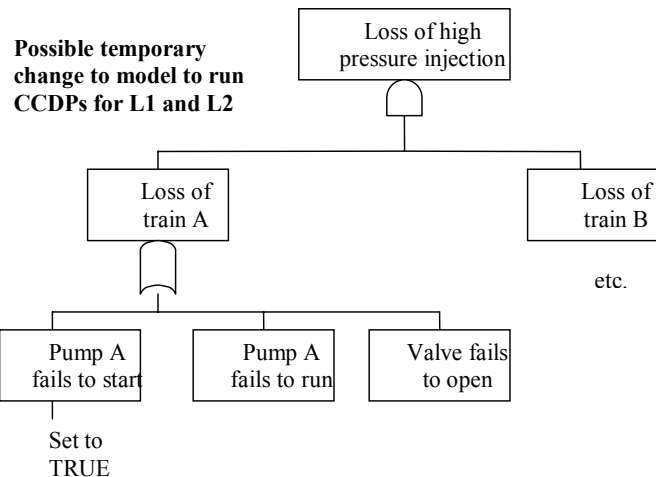 Possible temporary
change to model to run
CCDPs for L1 and L2
Loss of high
pressure injection
Loss of
train A
Loss of
train B
etc.
Pump A
fails to start
Pump A
fails to run
Valve fails
to open
Set to
TRUE